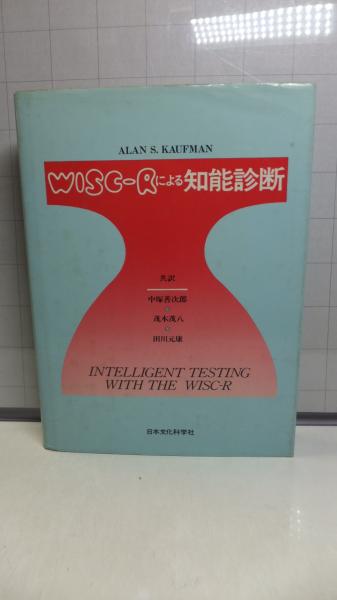 ALAN S. KAUFMAN
WISC-Rによる知能診断
共訳
中塚善次郎
茂木茂八
田川元康
INTELLIGENT TESTING
WITH THE WISC-R
日本文化科学社